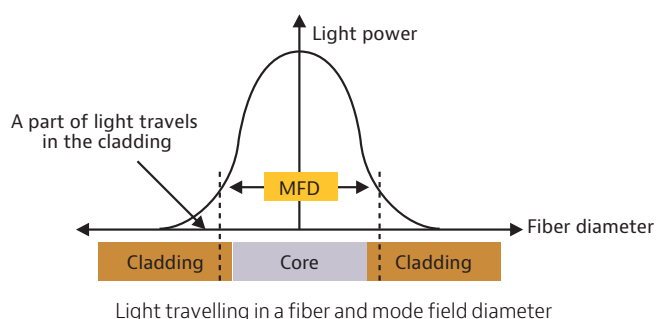 Light power
A part of light travels
in the cladding
MFD
Fiber diameter
Cladding Core Cladding
Light travelling in a fiber and mode field diameter